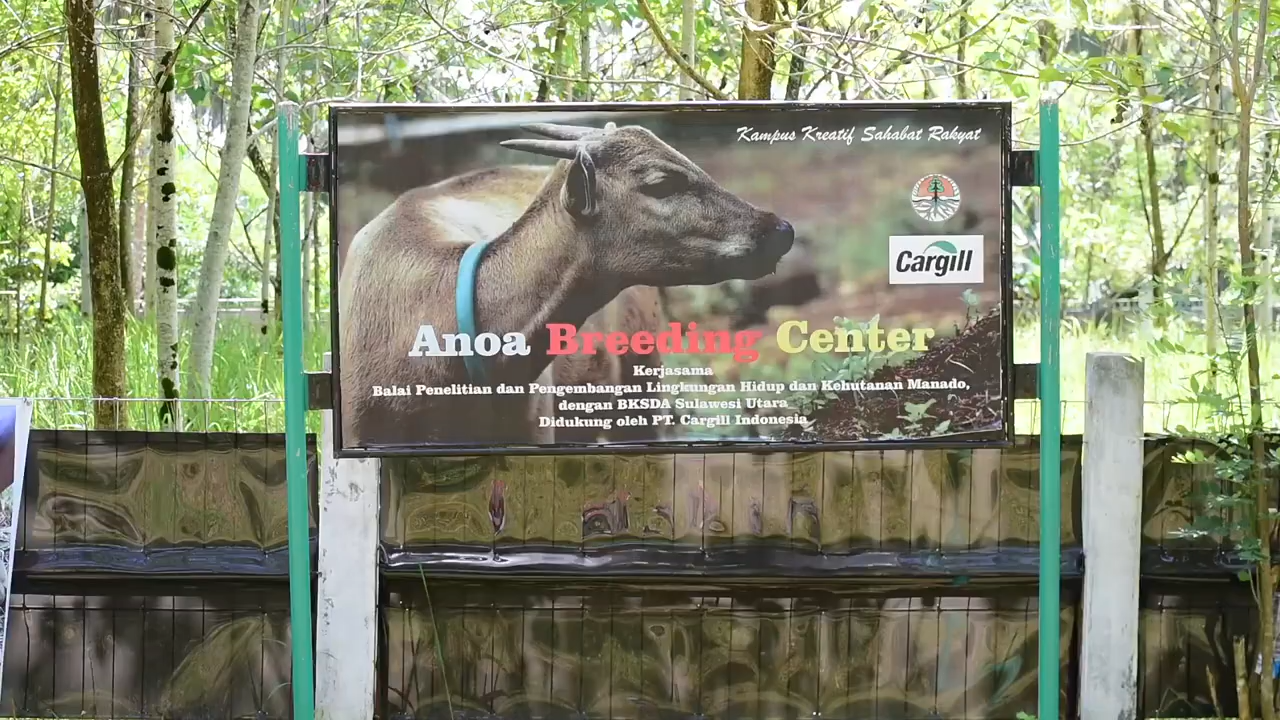 Kampus Kreatif Sahabat Rakyat
Cargill
Anoa Breeding Center
Kerjasama
Balai Penelitian dan Pengembangan Lingkungan Hidup dan Kehutanan Manado,
dengan BKSDA Sulawesi Utara
Didukung oleh PT. Cargill Indonesia